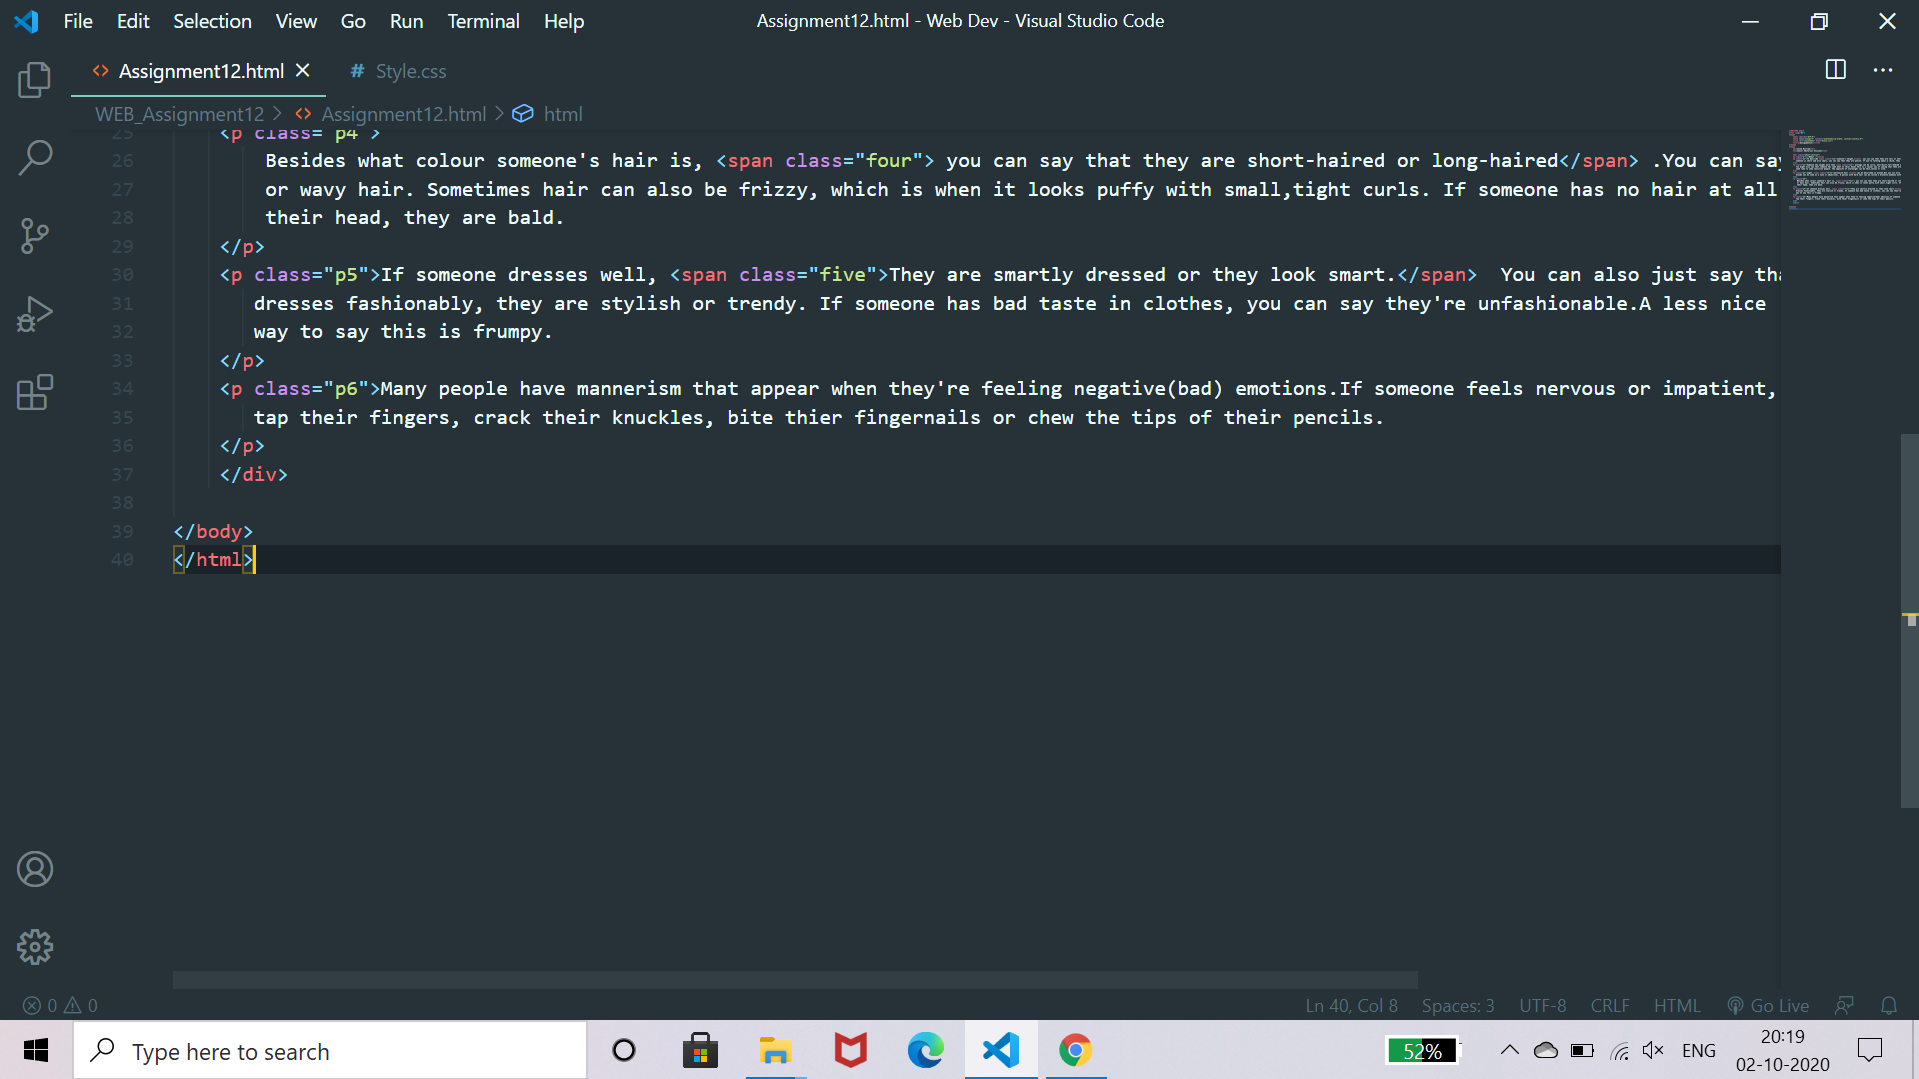 File Edit Selection View Go Run Terminal Help Assignment12.html - Web Dev - Visual Studio Code
Assignment12.html # Style.css
WEB_Assignment12 > Assignment12.html > html
25 <p class="p4">
26 Besides what colour someone's hair is, <span class="four"> you can say that they are short-haired or long-haired</span> .You can say
27 or wavy hair. Sometimes hair can also be frizzy, which is when it looks puffy with small,tight curls. If someone has no hair at all
28 their head, they are bald.
29 </p>
30 <p class="p5">If someone dresses well, <span class="five">They are smartly dressed or they look smart.</span> You can also just say
31 dresses fashionably, they are stylish or trendy. If someone has bad taste in clothes, you can say they're unfashionable.A less nice
32 way to say this is frumpy.
33 </p>
34 <p class="p6">Many people have mannerism that appear when they're feeling negative(bad) emotions.If someone feels nervous or impatient,
35 tap their fingers, crack their knuckles, bite thier fingernails or chew the tips of their pencils.
36 </p>
37 </div>
38
39 </body>
40 </html>
0 0 Ln 40, Col 8 Spaces: 3 UTF-8 CRLF HTML Go Live
Type here to search 52% ENG 20:19
02-10-2020